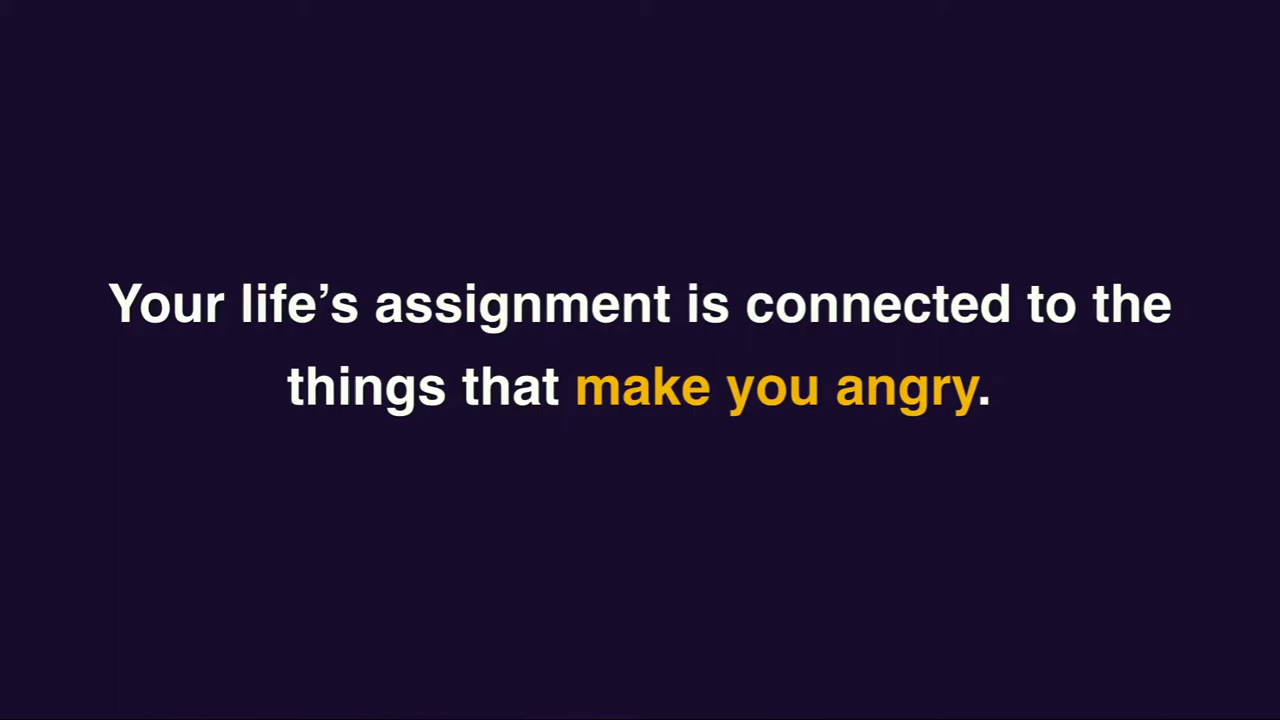 Your life’s assignment is connected to the
things that make you angry.